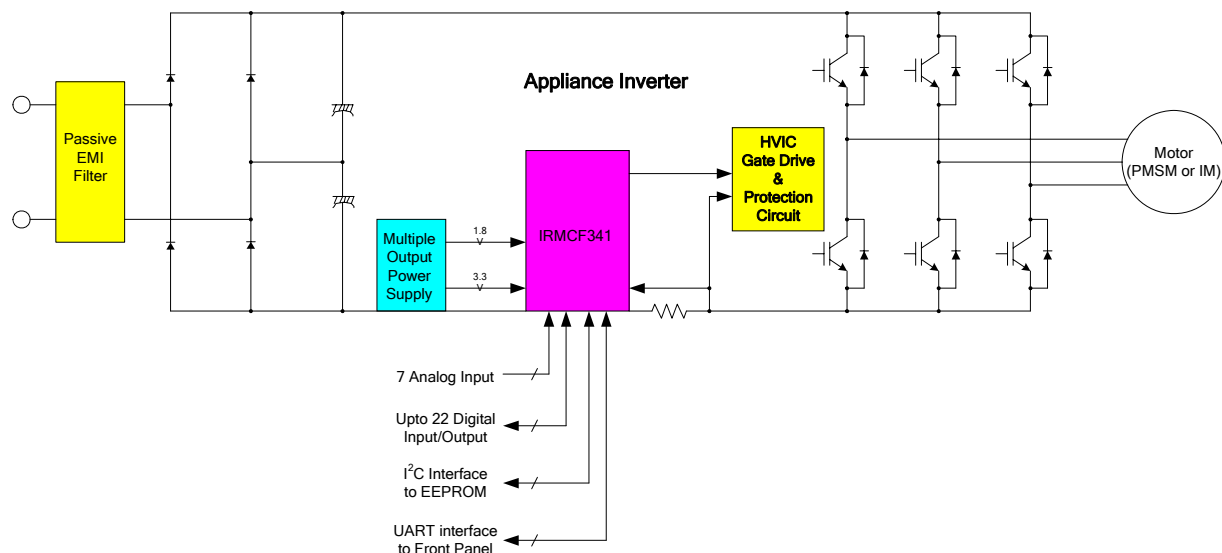 Appliance Inverter
Passive
EMI
Filter
HVIC
Gate Drive
&
Protection
Circuit
Motor
(PMSM or IM)
Multiple
Output
Power
Supply
1.8
V
3.3
V
IRMCF341
7 Analog Input
Upto 22 Digital
Input/Output
I²C Interface
to EEPROM
UART interface
to Front Panel